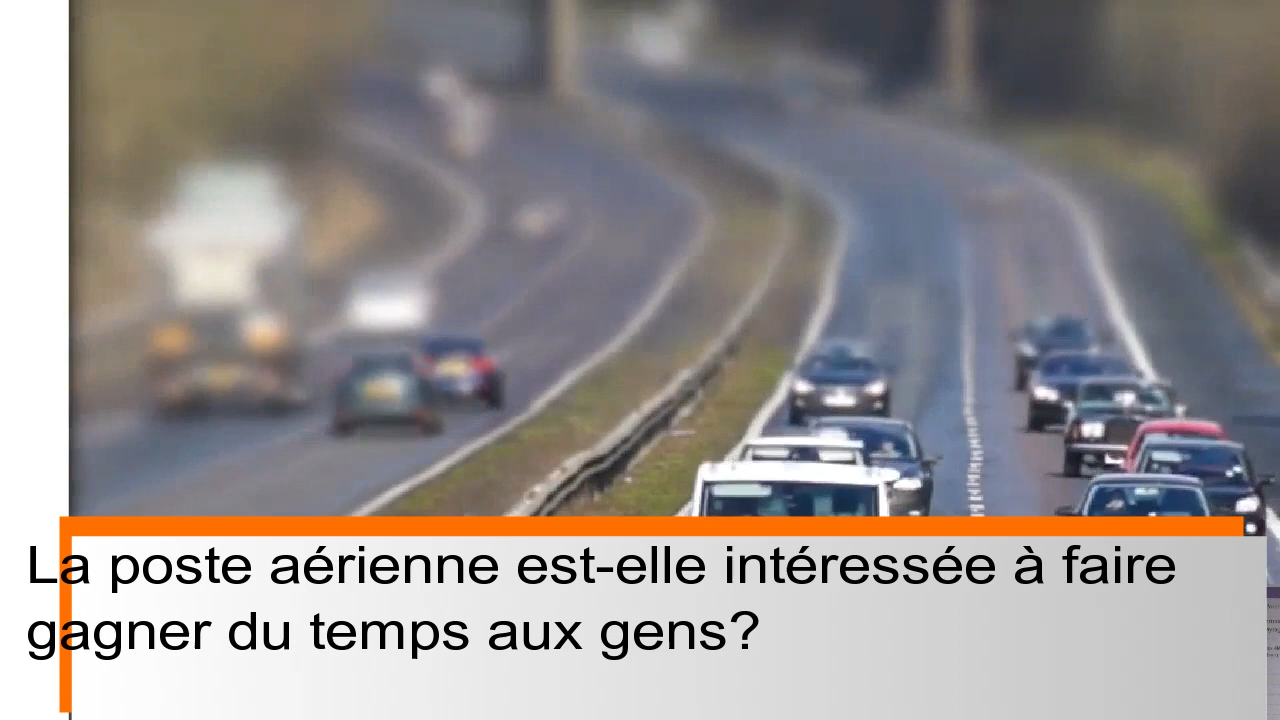 La poste aérienne est-elle intéressée à faire
gagner du temps aux gens?